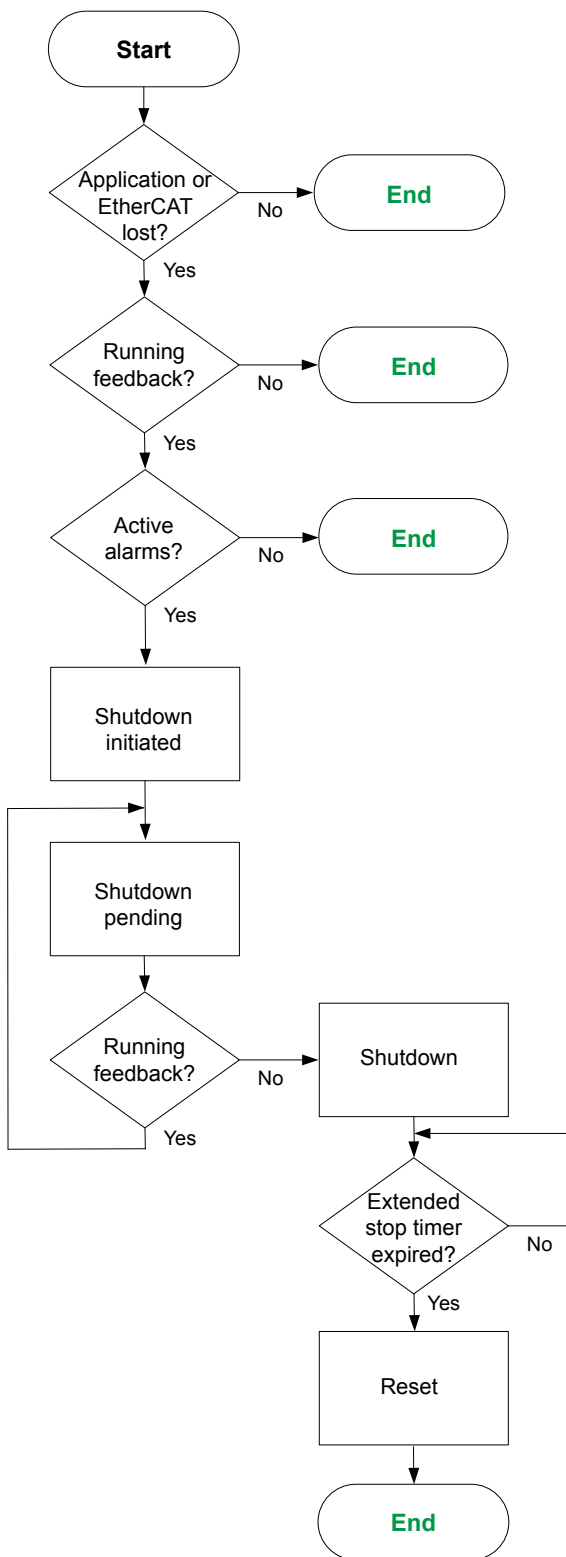 Start
Application or
EtherCAT
lost?
No
End
Yes
Running
feedback?
No
End
Yes
Active
alarms?
No
End
Yes
Shutdown
initiated
Shutdown
pending
Running
feedback?
No
Shutdown
Yes
Extended
stop timer
expired?
No
Yes
Reset
End